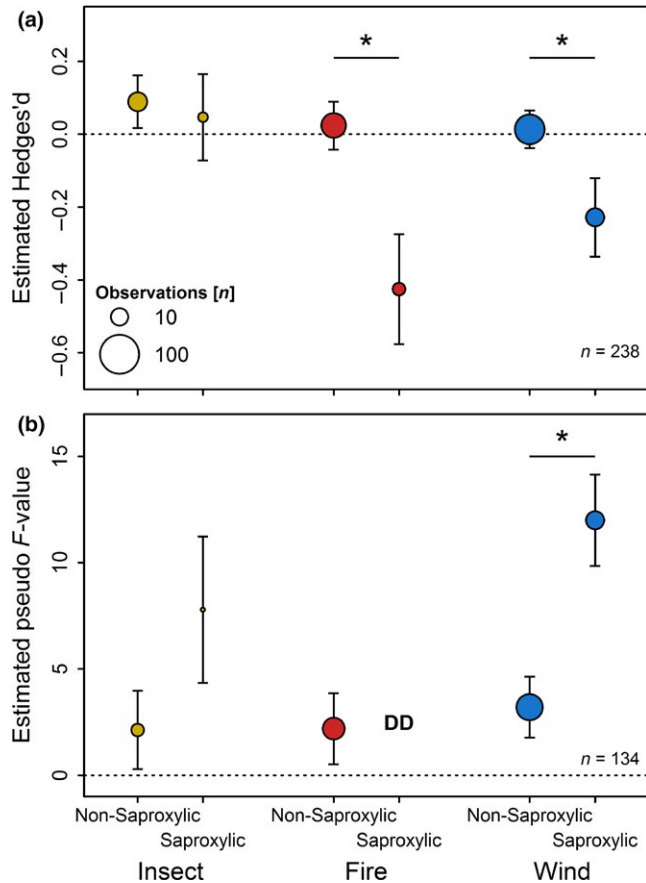 (a)
*
*
0.2
0.0
−0.2
−0.4
−0.6
Estimated Hedges'd
Observations [n]
10
100
n = 238
(b)
*
15
10
5
0
Estimated pseudo F-value
DD
n = 134
Non-Saproxylic
Non-Saproxylic
Non-Saproxylic
Saproxylic
Saproxylic
Saproxylic
Insect
Fire
Wind